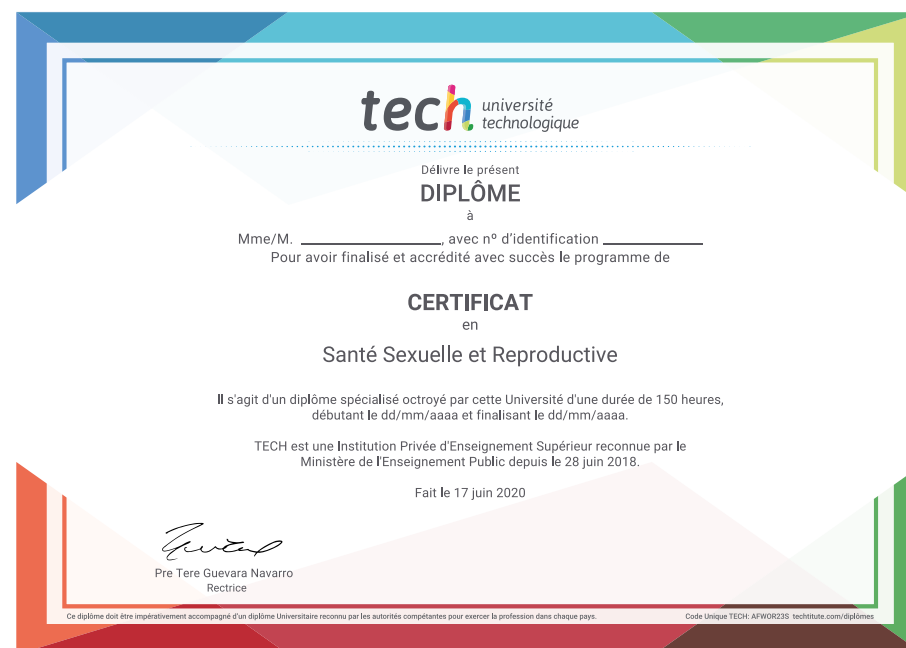 tech université
technologique
Délivre le présent
DIPLÔME
à
Mme/M. ____________________, avec nº d'identification ______________
Pour avoir finalisé et accrédité avec succès le programme de
CERTIFICAT
en
Santé Sexuelle et Reproductive
Il s'agit d'un diplôme spécialisé octroyé par cette Université d'une durée de 150 heures,
débutant le dd/mm/aaaa et finalisant le dd/mm/aaaa.
TECH est une Institution Privée d'Enseignement Supérieur reconnue par le
Ministère de l'Enseignement Public depuis le 28 juin 2018.
Fait le 17 juin 2020
Pre Tere Guevara Navarro
Rectrice
Ce diplôme doit être impérativement accompagné d'un diplôme Universitaire reconnu par les autorités compétantes pour exercer la profession dans chaque pays.
Code Unique TECH: AFWOR23S techtitute.com/diplômes